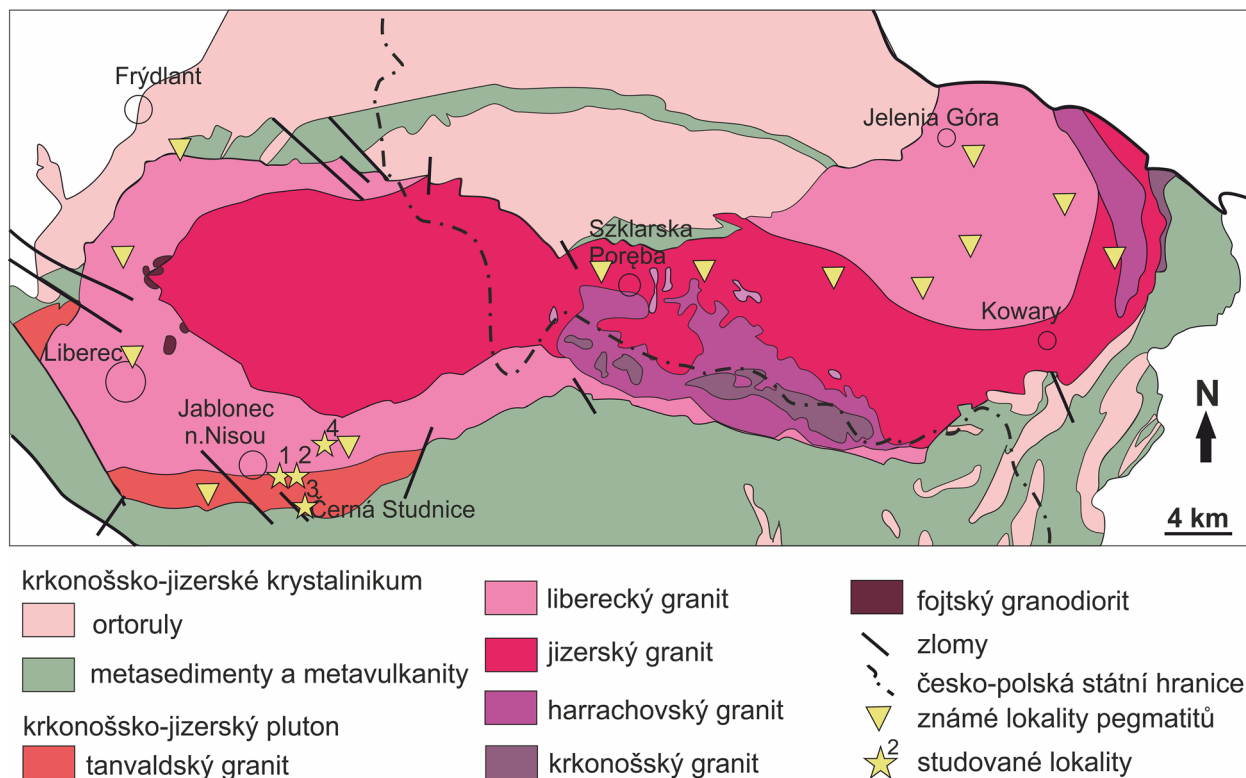 Frýdlant
Jelenia Góra
Szklarska
Poręba
Kowary
Liberec
Jablonec
n.Nisou
4
1 2
3
Černá Studnice
N
4 km
krkonošsko-jizerské krystalinikum
ortoruly
metasedimenty a metavulkanity
krkonošsko-jizerský pluton
tanvaldský granit
liberecký granit
jizerský granit
harrachovský granit
krkonošský granit
fojtský granodiorit
zlomy
česko-polská státní hranice
známé lokality pegmatitů
2
studované lokality